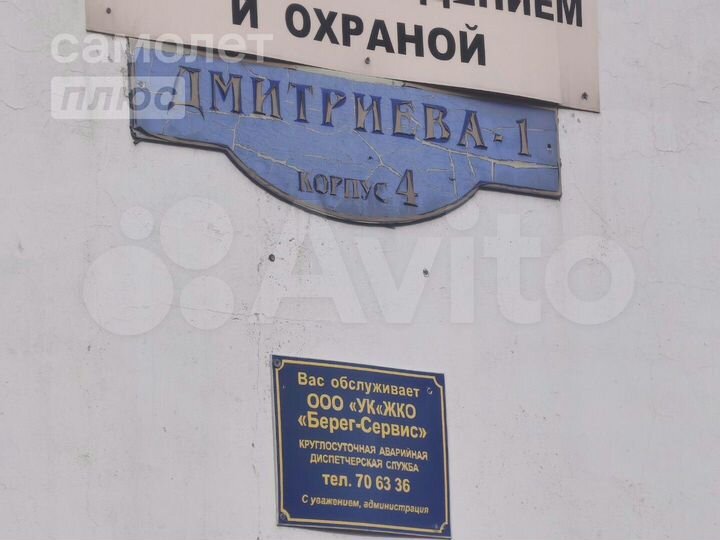 И ОХРАНОЙ
самолет
плюс
ДМИТРИЕВА-1
КОРПУС 4
Avito
Вас обслуживает
ООО «УК«ЖКО
«Берег-Сервис»
КРУГЛОСУТОЧНАЯ АВАРИЙНАЯ
ДИСПЕТЧЕРСКАЯ СЛУЖБА
тел. 70 63 36
С уважением, администрация